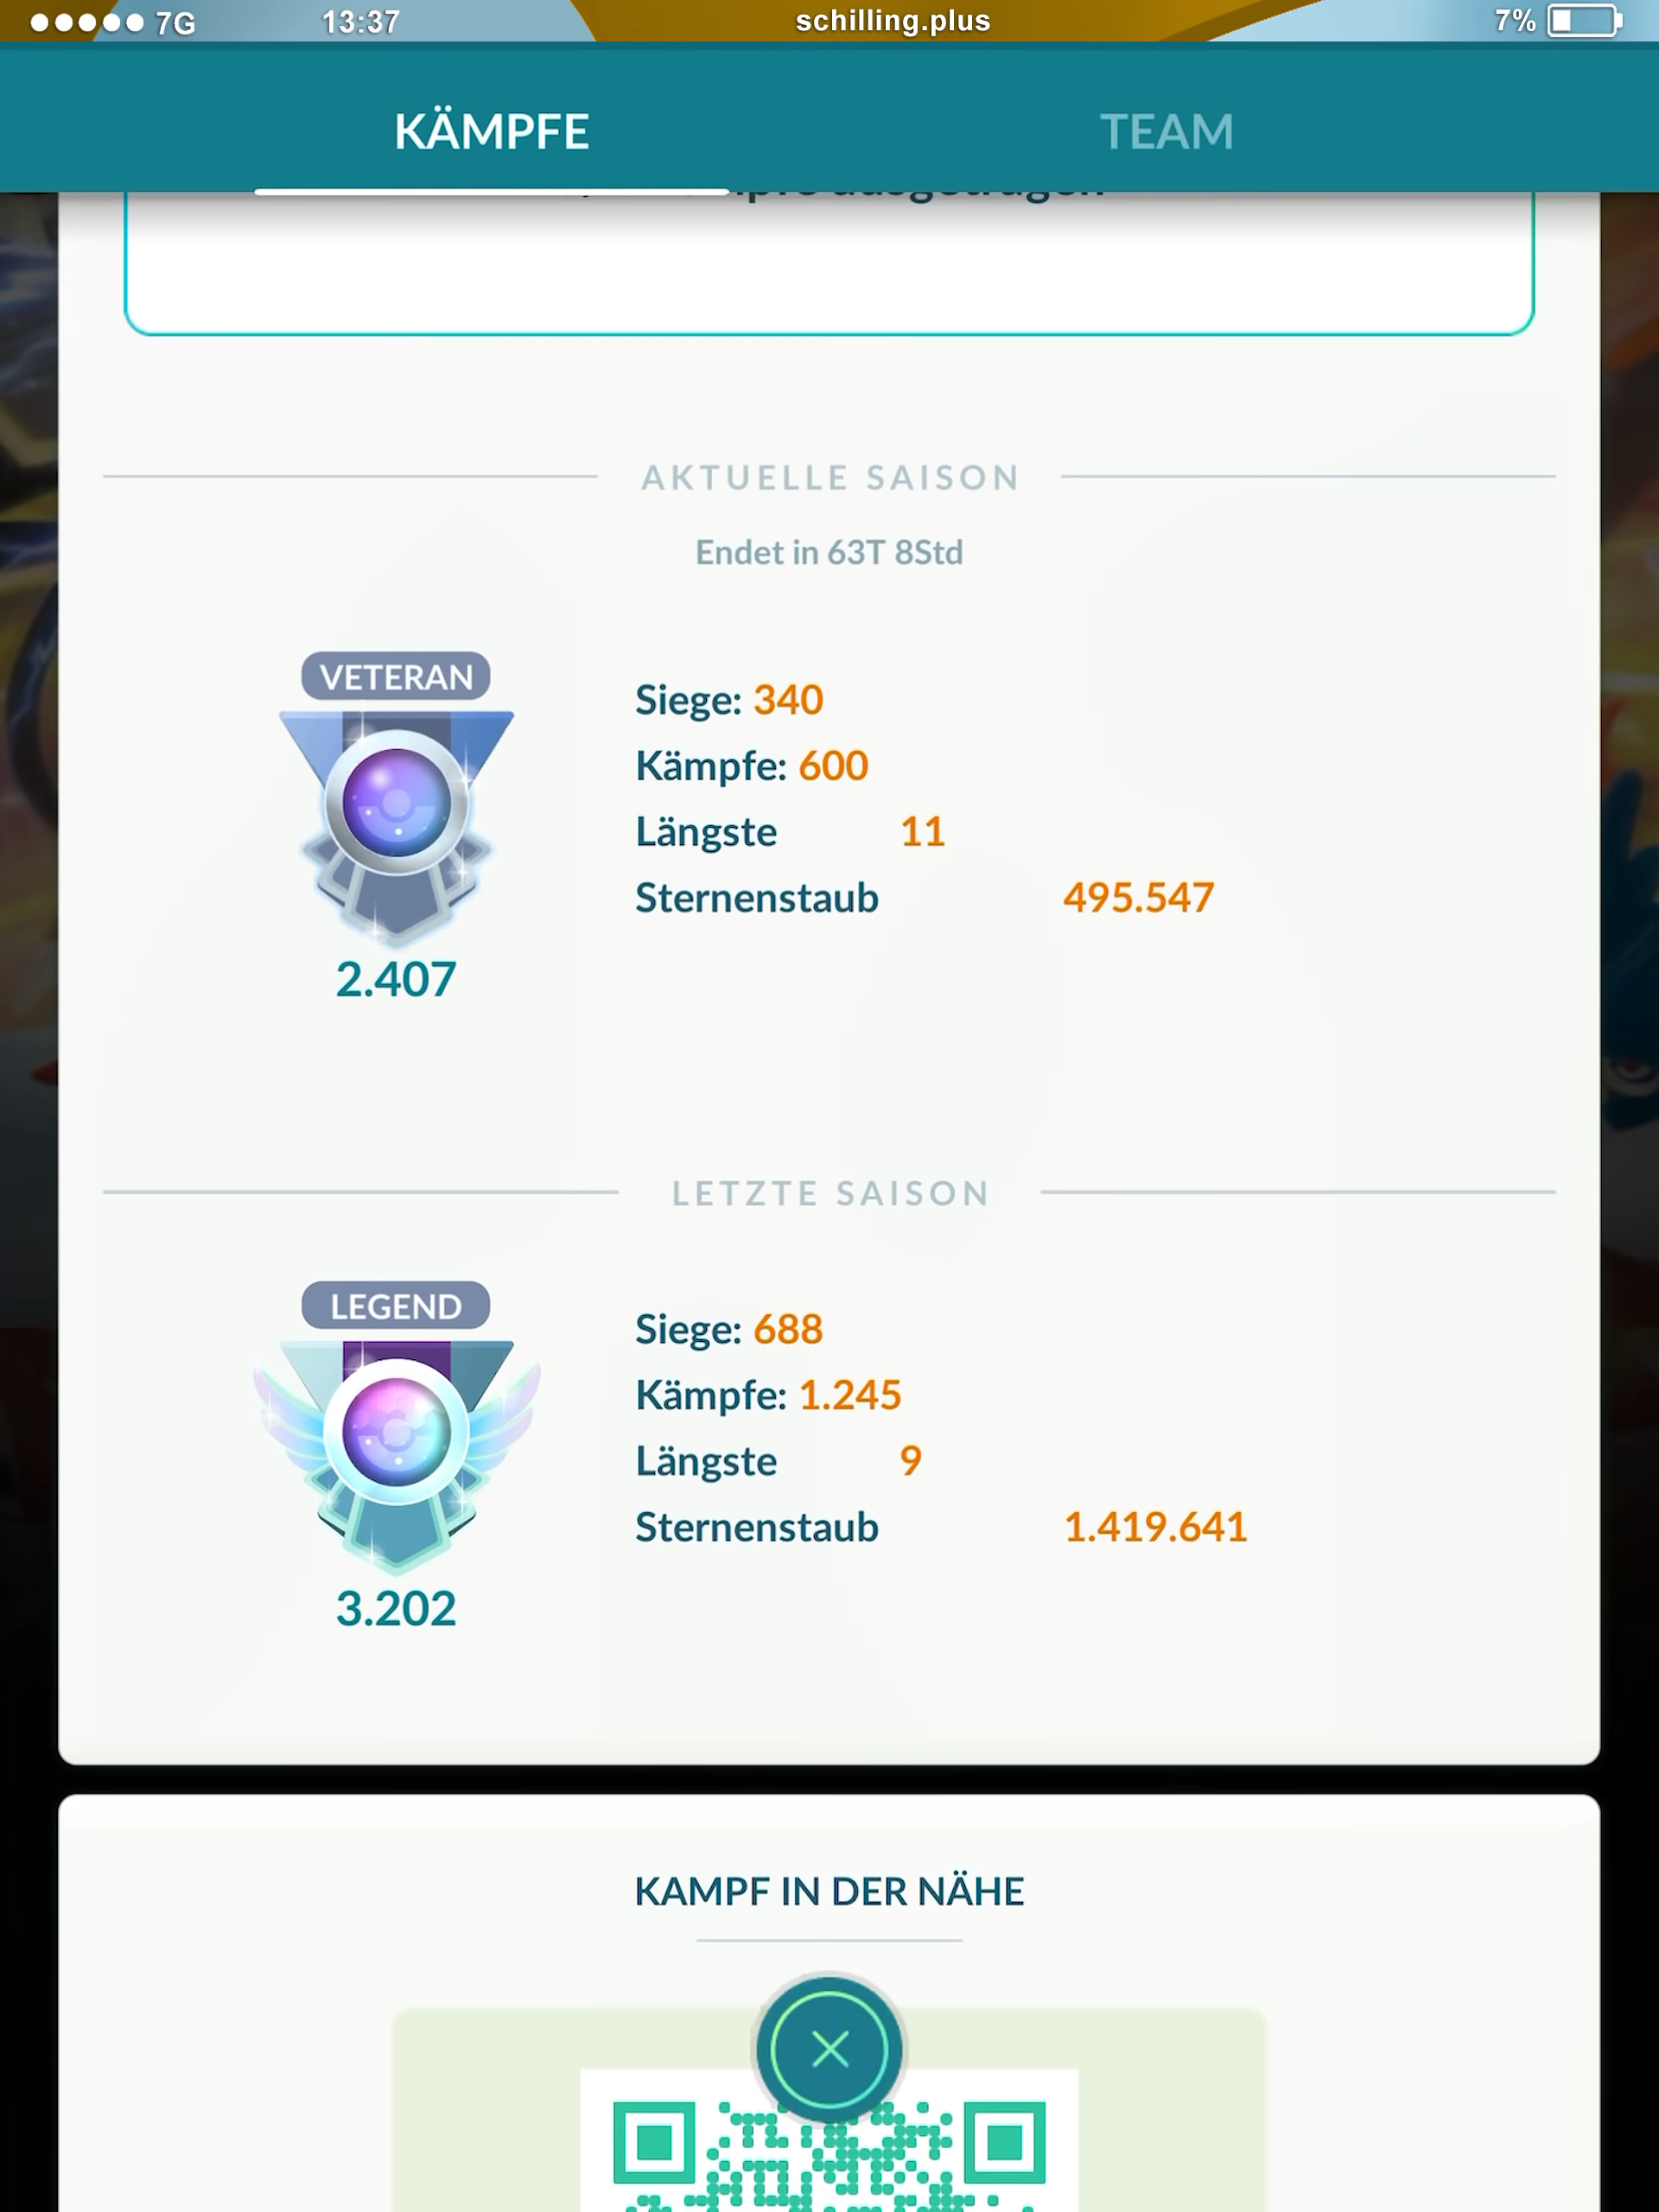 7G 13:37 schilling.plus 7%
KÄMPFE TEAM
AKTUELLE SAISON
Endet in 63T 8Std
VETERAN
Siege: 340
Kämpfe: 600
Längste 11
Sternenstaub 495.547
2.407
LETZTE SAISON
LEGEND
Siege: 688
Kämpfe: 1.245
Längste 9
Sternenstaub 1.419.641
3.202
KAMPF IN DER NÄHE